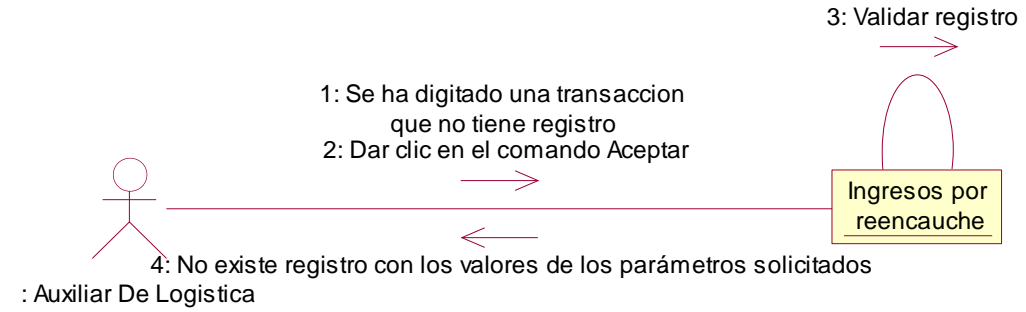 3: Validar registro
1: Se ha digitado una transaccion
que no tiene registro
2: Dar clic en el comando Aceptar
Ingresos por
reencauche
4: No existe registro con los valores de los parámetros solicitados
: Auxiliar De Logistica